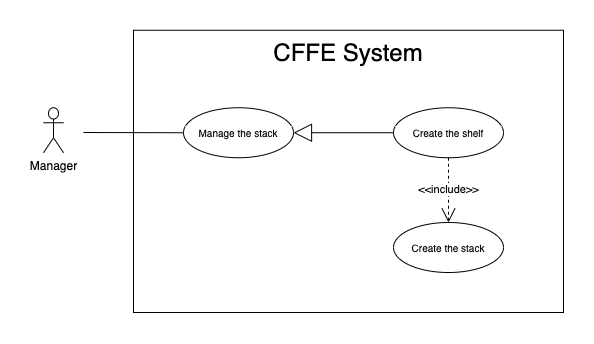 CFFE System
Manage the stack
Create the shelf
Manager
<<include>>
Create the stack